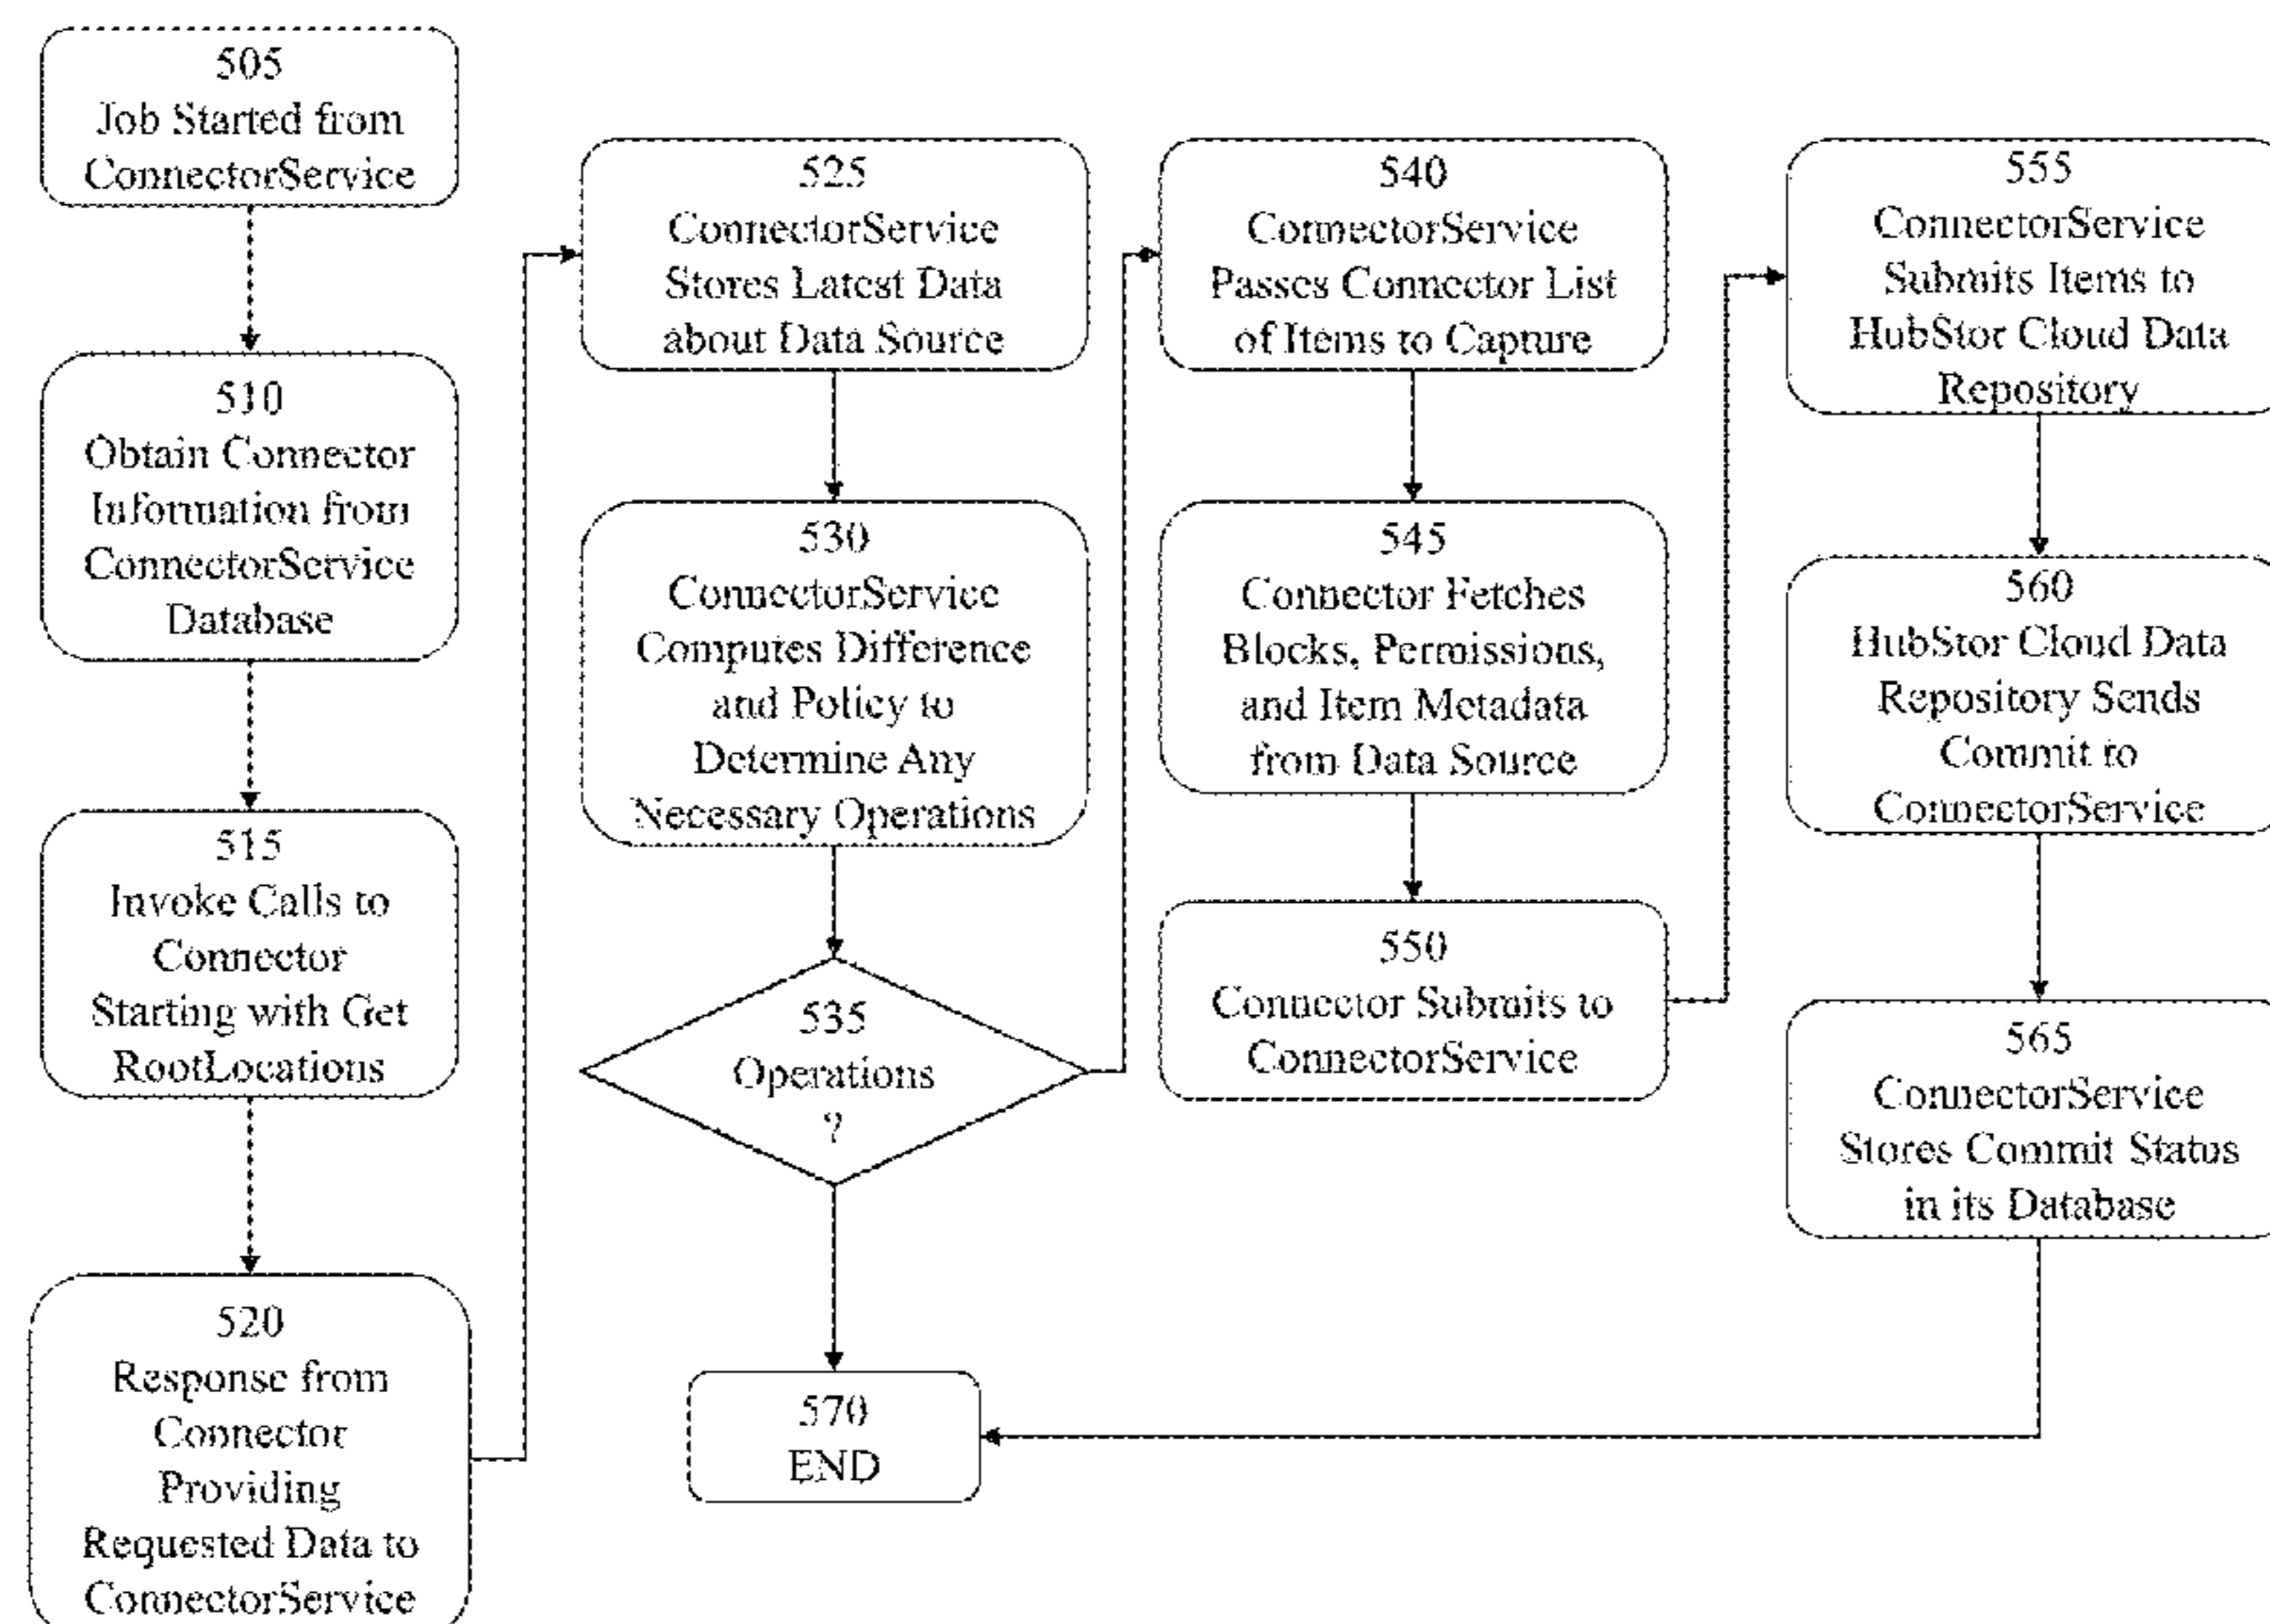 505
Job Started from
ConnectorService
510
Obtain Connector
Information from
ConnectorService
Database
515
Invoke Calls to
Connector
Starting with Get
RootLocations
520
Response from
Connector
Providing
Requested Data to
ConnectorService
525
ConnectorService
Stores Latest Data
about Data Source
530
ConnectorService
Computes Difference
and Policy to
Determine Any
Necessary Operations
535
Operations
?
570
END
540
ConnectorService
Passes Connector List
of Items to Capture
545
Connector Fetches
Blocks, Permissions,
and Item Metadata
from Data Source
550
Connector Submits to
ConnectorService
555
ConnectorService
Submits Items to
HubStor Cloud Data
Repository
560
HubStor Cloud Data
Repository Sends
Commit to
ConnectorService
565
ConnectorService
Stores Commit Status
in its Database